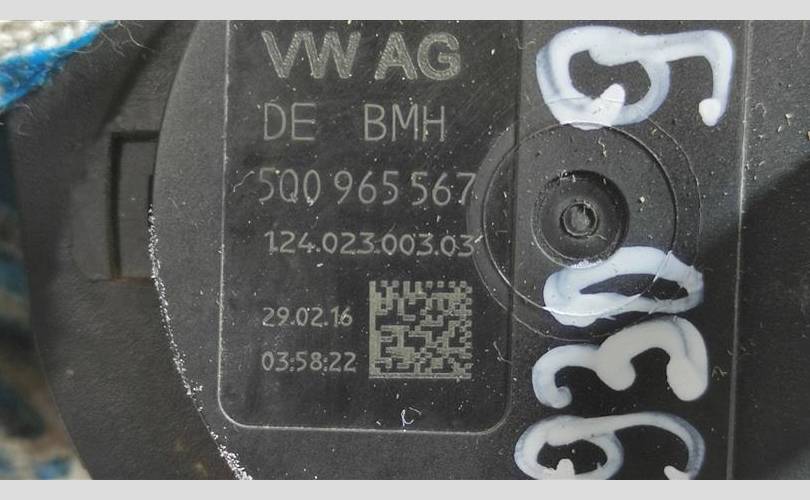 VW AG
DE BMH
5Q0 965 567
124.023.003.03
29.02.16
03:58:22